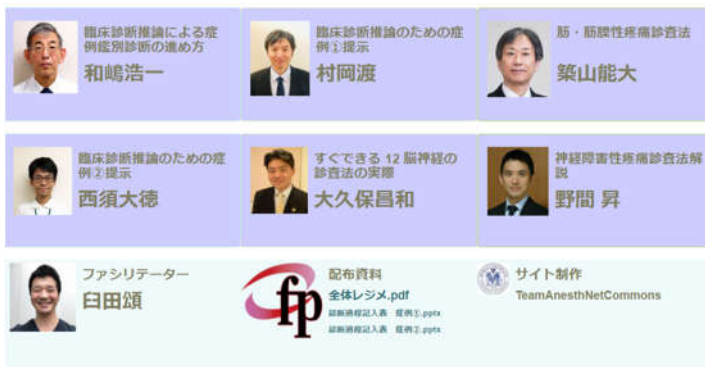 臨床診断推論による症
例鑑別診断の進め方
和嶋浩一
臨床診断推論のための症
例①提示
村岡渡
筋・筋膜性疼痛診査法
築山能大
臨床診断推論のための症
例②提示
西須大徳
すぐできる 12 脳神経の
診査法の実際
大久保昌和
神経障害性疼痛診査法解
説
野間 昇
ファシリテーター
臼田頌
fp
配布資料
全体レジメ.pdf
診断過程記入表 症例①.pptx
診断過程記入表 症例②.pptx
サイト制作
TeamAnesthNetCommons